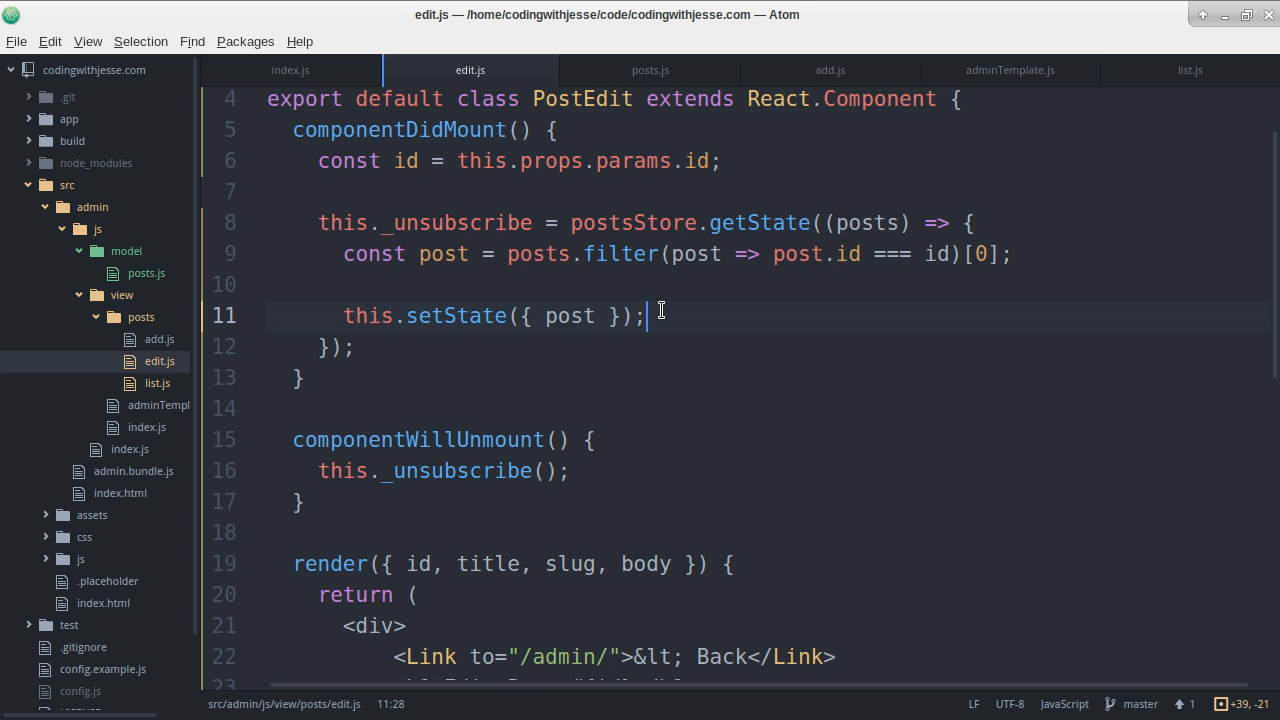 edit.js — /home/codingwithjesse/code/codingwithjesse.com — Atom
File Edit View Selection Find Packages Help
codingwithjesse.com
.git
app
build
node_modules
src
admin
js
model
posts.js
view
posts
add.js
edit.js
list.js
adminTempl
index.js
index.js
admin.bundle.js
index.html
assets
css
js
.placeholder
index.html
test
.gitignore
config.example.js
config.js
index.js edit.js posts.js add.js adminTemplate.js list.js
4 export default class PostEdit extends React.Component {
5 componentDidMount() {
6 const id = this.props.params.id;
7
8 this._unsubscribe = postsStore.getState((posts) => {
9 const post = posts.filter(post => post.id === id)[0];
10
11 this.setState({ post });
12 });
13 }
14
15 componentWillUnmount() {
16 this._unsubscribe();
17 }
18
19 render({ id, title, slug, body }) {
20 return (
21 <div>
22 <Link to="/admin/">&lt; Back</Link>
23
src/admin/js/view/posts/edit.js 11:28 LF UTF-8 JavaScript master 1 +39, -21